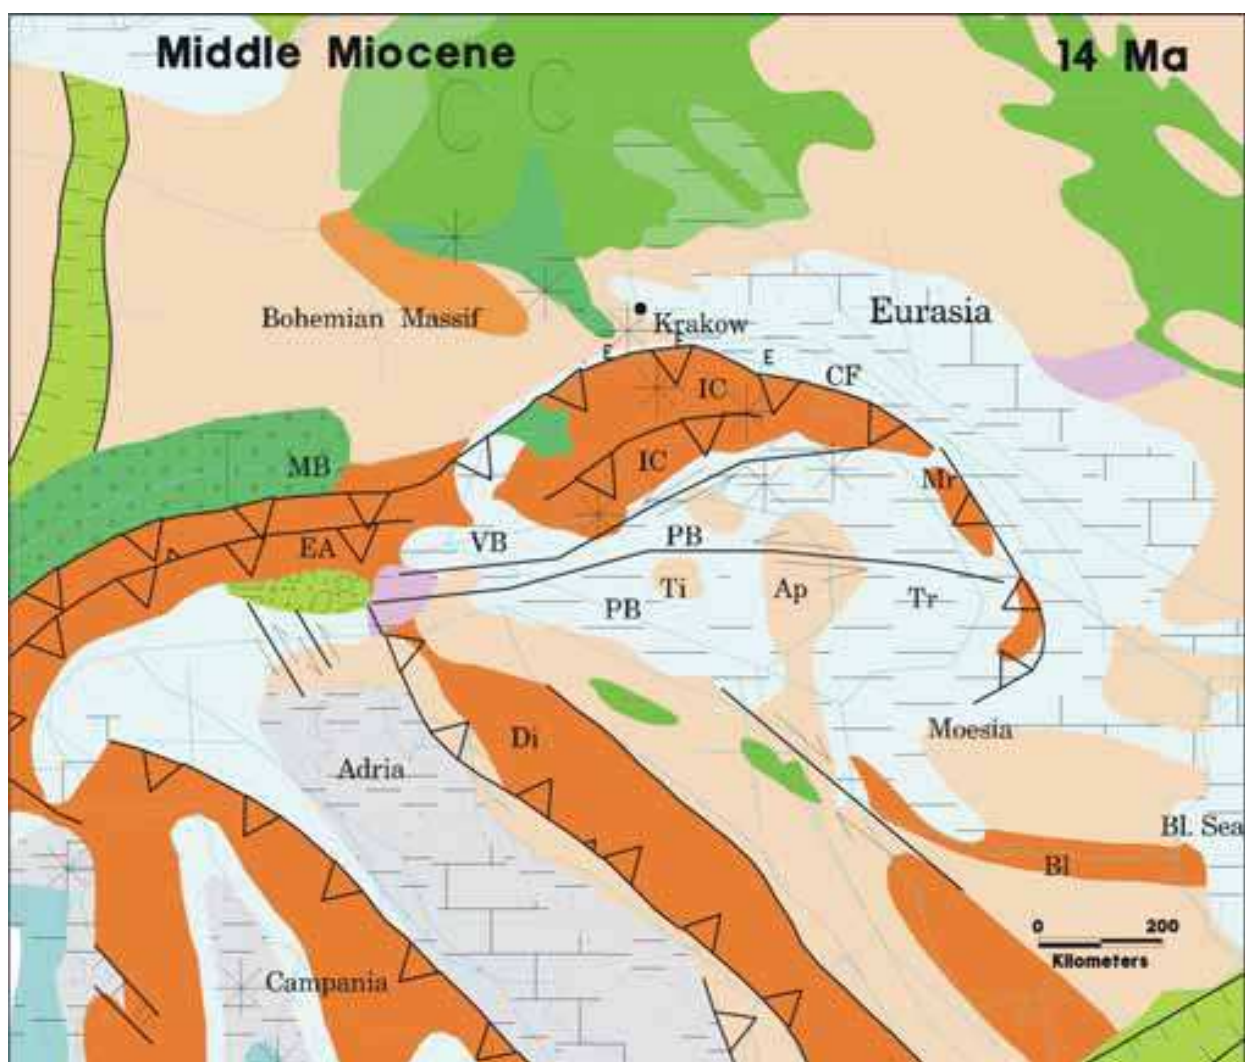 Middle Miocene
14 Ma
C C
Bohemian Massif
Krakow
Eurasia
E E E
IC
CF
MB
IC
Mr
EA
VB
PB
Ti
Ap
Tr
PB
Di
Moesia
Adria
Bl. Sea
Bl
0 200
Kilometers
Campania